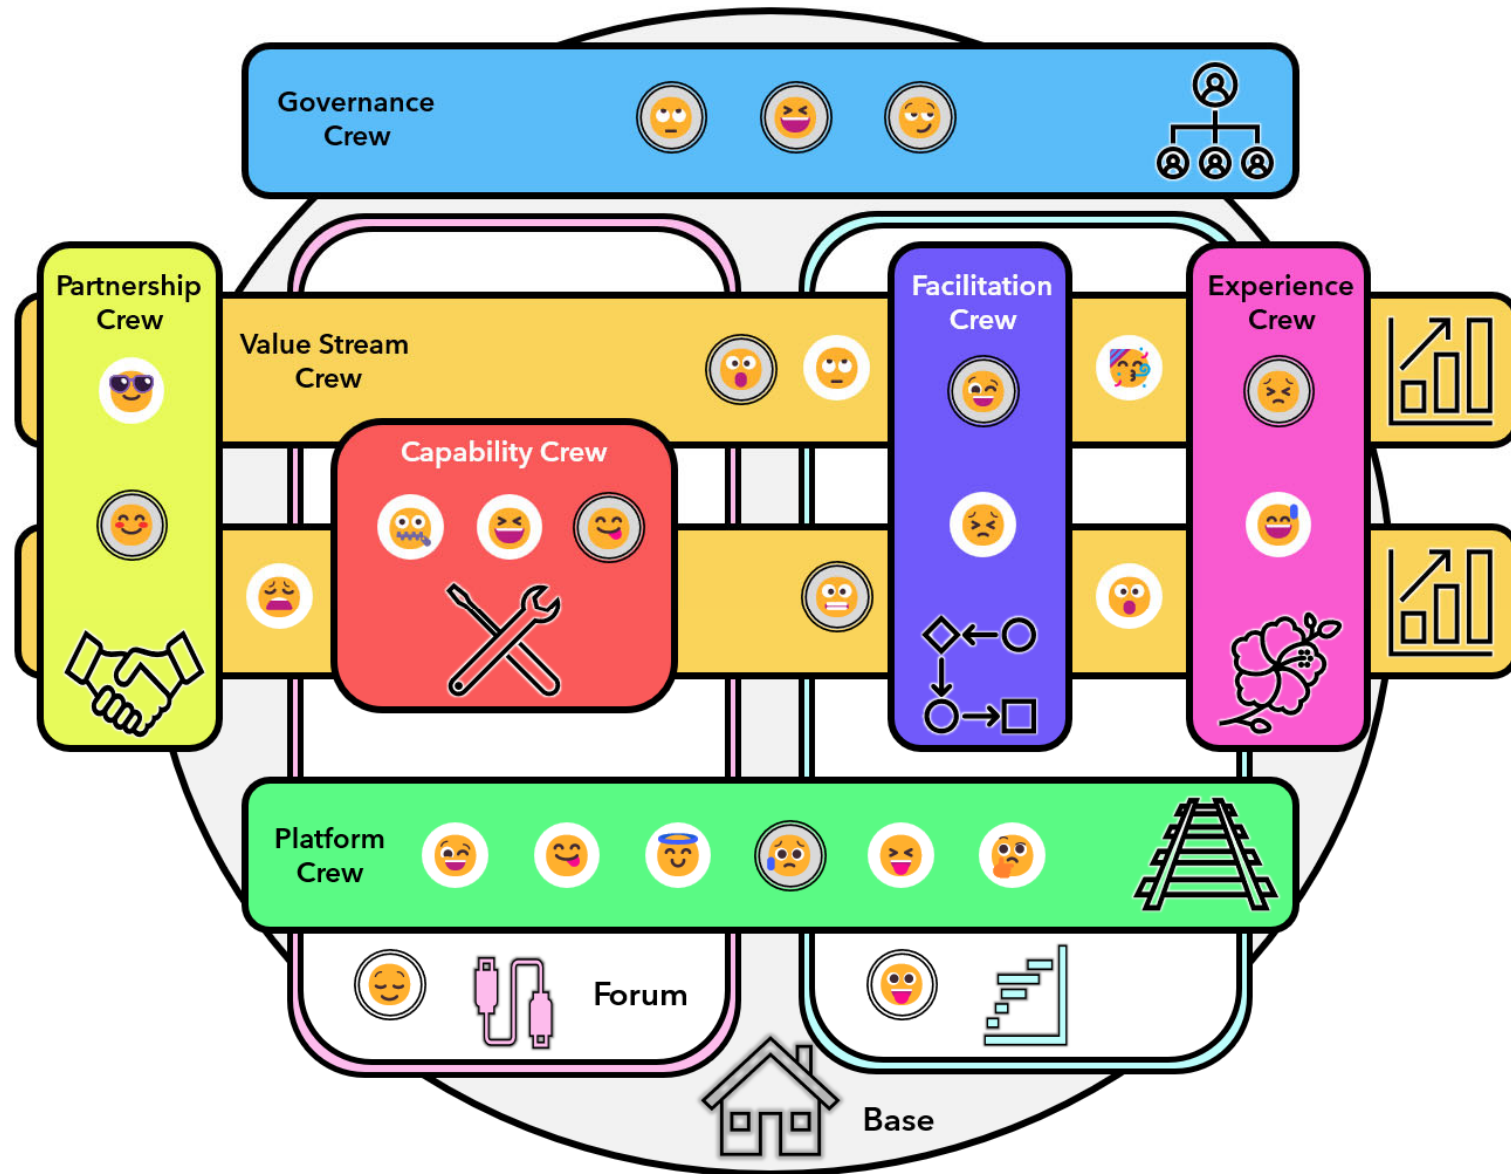 Governance
Crew
Partnership
Crew
Facilitation
Crew
Experience
Crew
Value Stream
Crew
Capability Crew
Platform
Crew
Forum
Base